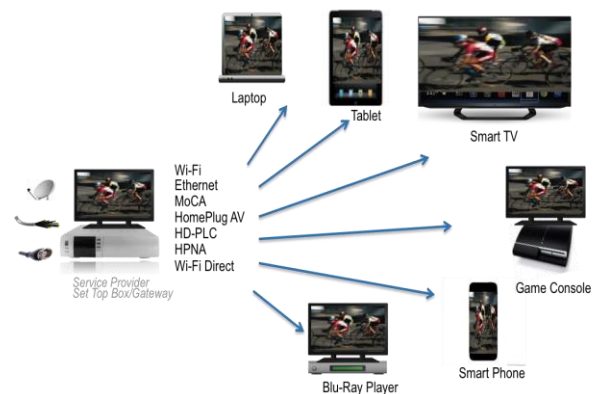 Laptop
Tablet
Smart TV
Wi-Fi
Ethernet
MoCA
HomePlug AV
HD-PLC
HPNA
Wi-Fi Direct
Service Provider
Set Top Box/Gateway
Game Console
Smart Phone
Blu-Ray Player